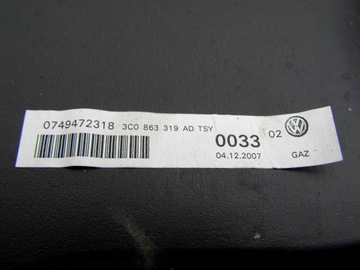 0749472318 3C0 863 319 AD TSY
0033 02
04.12.2007 GAZ